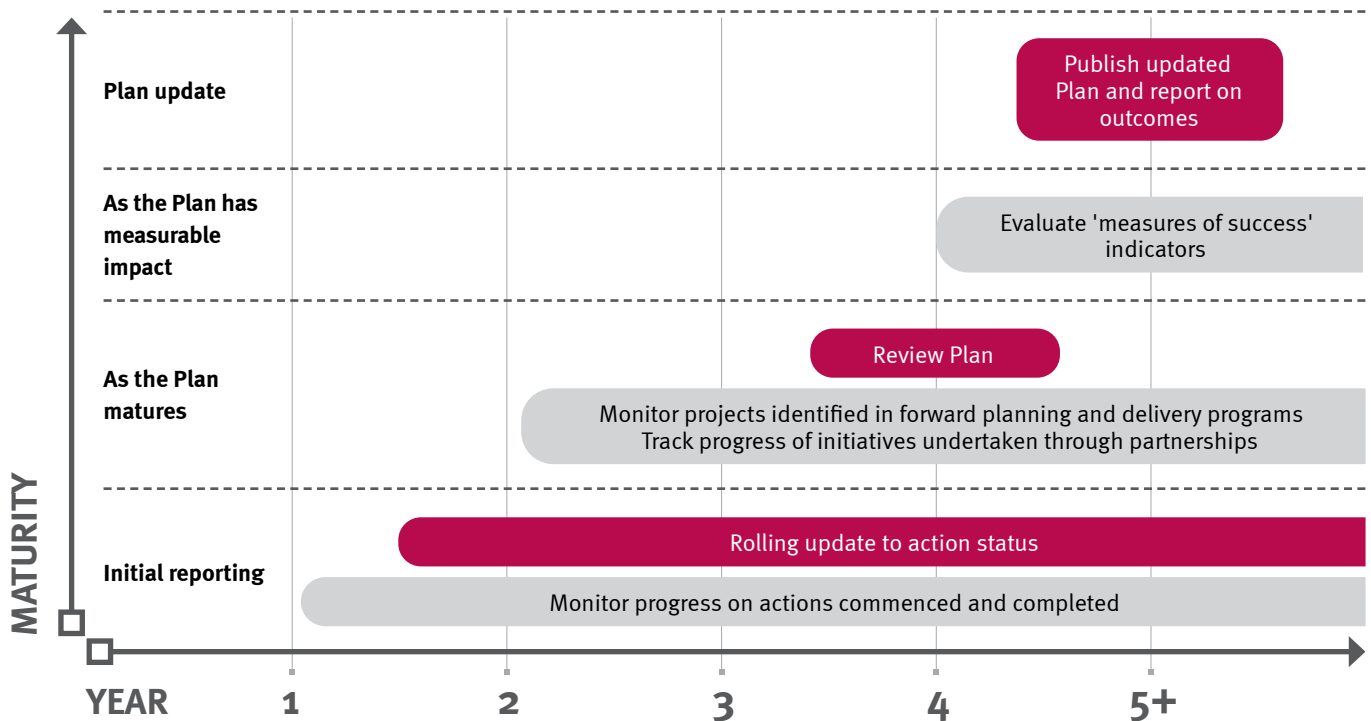 Plan update
Publish updated
Plan and report on
outcomes
As the Plan has
measurable
impact
Evaluate 'measures of success'
indicators
As the Plan
matures
Review Plan
Monitor projects identified in forward planning and delivery programs
Track progress of initiatives undertaken through partnerships
Initial reporting
Rolling update to action status
Monitor progress on actions commenced and completed
MATURITY
YEAR 1 2 3 4 5+